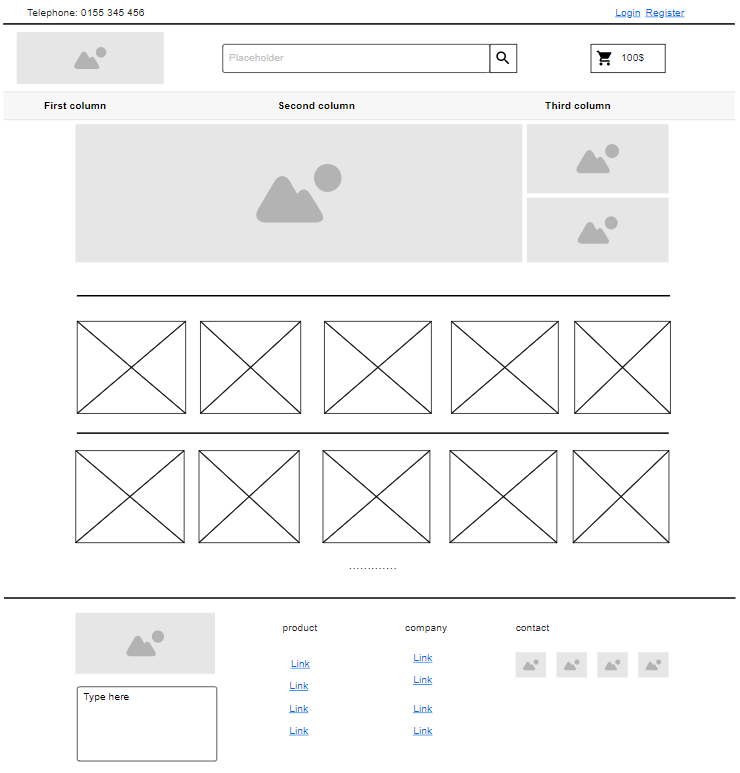 Telephone: 0155 345 456
Login Register
Placeholder
100$
First column
Second column
Third column
.............
product
company
contact
Link
Link
Link
Link
Link
Link
Link
Link
Type here